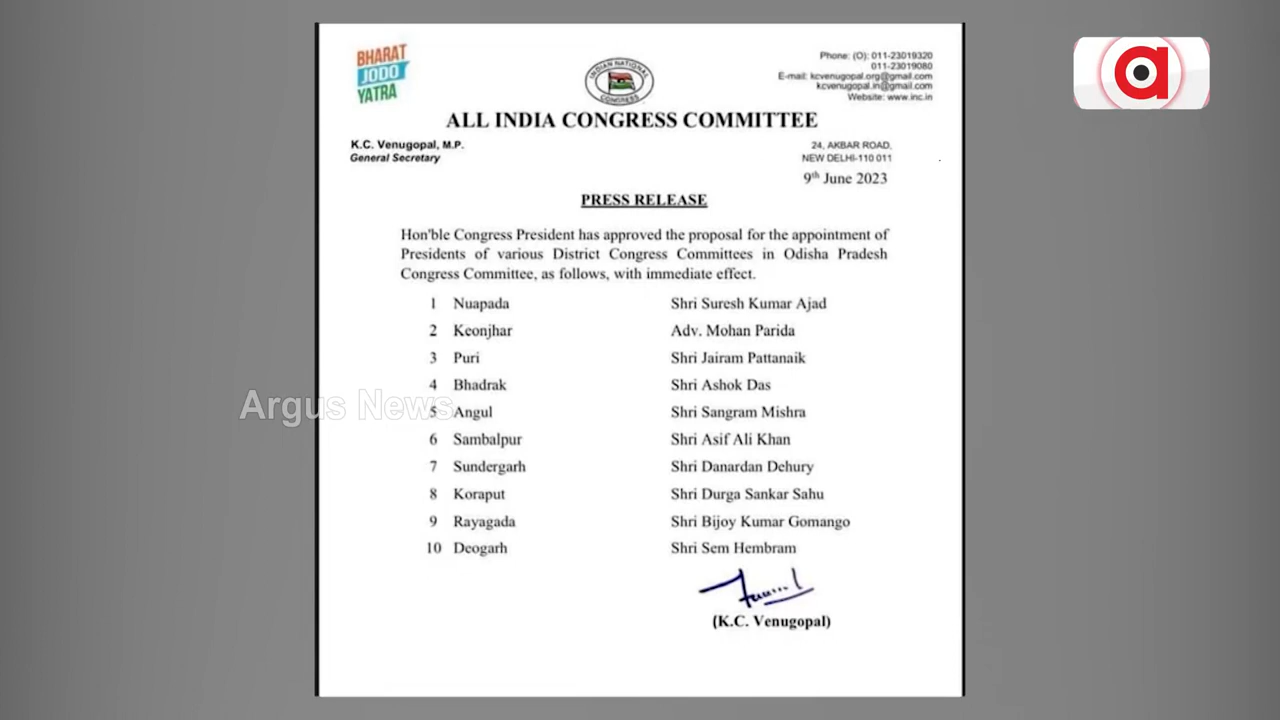 BHARAT
JODO
YATRA
INDIAN NATIONAL
CONGRESS
Phone: (O): 011-23019320
011-23019080
E-mail: kcvenugopal.org@gmail.com
kcvenugopal.in@gmail.com
Website: www.inc.in
a
ALL INDIA CONGRESS COMMITTEE
K.C. Venugopal, M.P.
General Secretary
24, AKBAR ROAD,
NEW DELHI-110 011
9th June 2023
PRESS RELEASE
Hon'ble Congress President has approved the proposal for the appointment of
Presidents of various District Congress Committees in Odisha Pradesh
Congress Committee, as follows, with immediate effect.
1 Nuapada Shri Suresh Kumar Ajad
2 Keonjhar Adv. Mohan Parida
3 Puri Shri Jairam Pattanaik
4 Bhadrak Shri Ashok Das
Argus News
5 Angul Shri Sangram Mishra
6 Sambalpur Shri Asif Ali Khan
7 Sundergarh Shri Danardan Dehury
8 Koraput Shri Durga Sankar Sahu
9 Rayagada Shri Bijoy Kumar Gomango
10 Deogarh Shri Sem Hembram
(K.C. Venugopal)